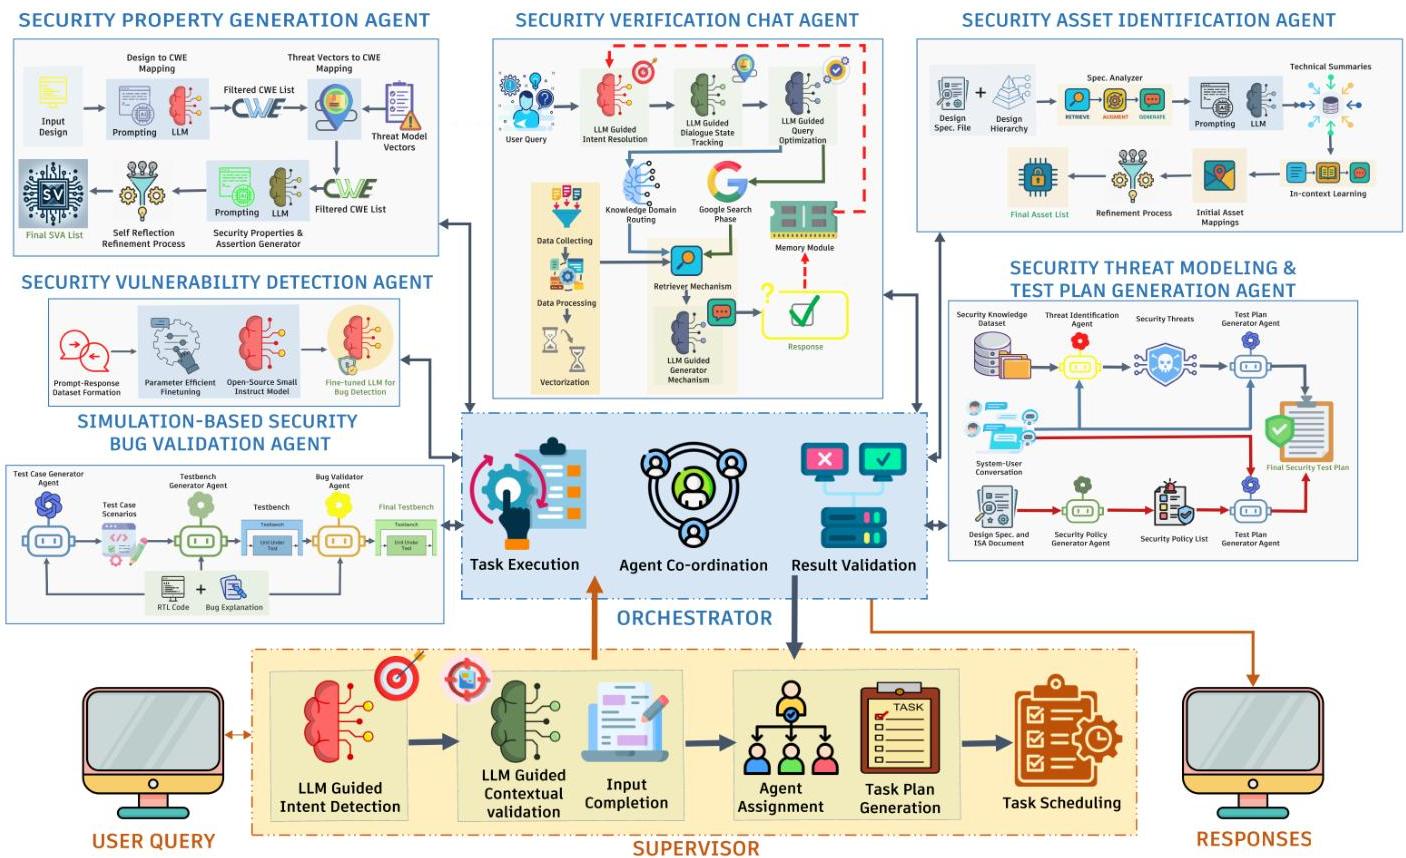 SECURITY PROPERTY GENERATION AGENT
Design to CWE
Mapping
Threat Vectors to CWE
Mapping
Filtered CWE List
CWE
Input
Design
Prompting
LLM
Threat Model
Vectors
SV
CWE
Prompting
LLM
Filtered CWE List
Final SVA List
Self Reflection
Refinement Process
Security Properties &
Assertion Generator
SECURITY VERIFICATION CHAT AGENT
User Query
LLM Guided
Intent Resolution
LLM Guided
Dialogue State
Tracking
LLM Guided
Query
Optimization
Knowledge Domain
Routing
Google Search
Phase
Memory Module
Data Collecting
Data Processing
Vectorization
Retriever Mechanism
LLM Guided
Generator
Mechanism
?
Response
SECURITY ASSET IDENTIFICATION AGENT
Technical Summaries
Spec. Analyzer
RETRIEVE
AUGMENT
GENERATE
Design
Spec. File
+
Design
Hierarchy
Prompting
LLM
In-context Learning
Final Asset List
Refinement Process
Initial Asset
Mappings
SECURITY VULNERABILITY DETECTION AGENT
Prompt-Response
Dataset Formation
Parameter Efficient
Finetuning
Open-Source Small
Instruct Model
Fine-tuned LLM for
Bug Detection
SECURITY THREAT MODELING &
TEST PLAN GENERATION AGENT
Security Knowledge
Dataset
Threat Identification
Agent
Security Threats
Test Plan
Generator Agent
System-User
Conversation
Final Security Test Plan
Design Spec. and
ISA Document
Security Policy
Generator Agent
Security Policy List
Test Plan
Generator Agent
SIMULATION-BASED SECURITY
BUG VALIDATION AGENT
Test Case Generator
Agent
Test Case
Scenarios
Testbench
Generator Agent
Testbench
Bug Validator
Agent
Final Testbench
Testbench
Unit Under
Test
Testbench
Unit Under
Test
RTL Code
+
Bug Explanation
Task Execution
Agent Co-ordination
Result Validation
ORCHESTRATOR
LLM Guided
Intent Detection
LLM Guided
Contextual
validation
Input
Completion
Agent
Assignment
TASK
Task Plan
Generation
Task Scheduling
USER QUERY
SUPERVISOR
RESPONSES